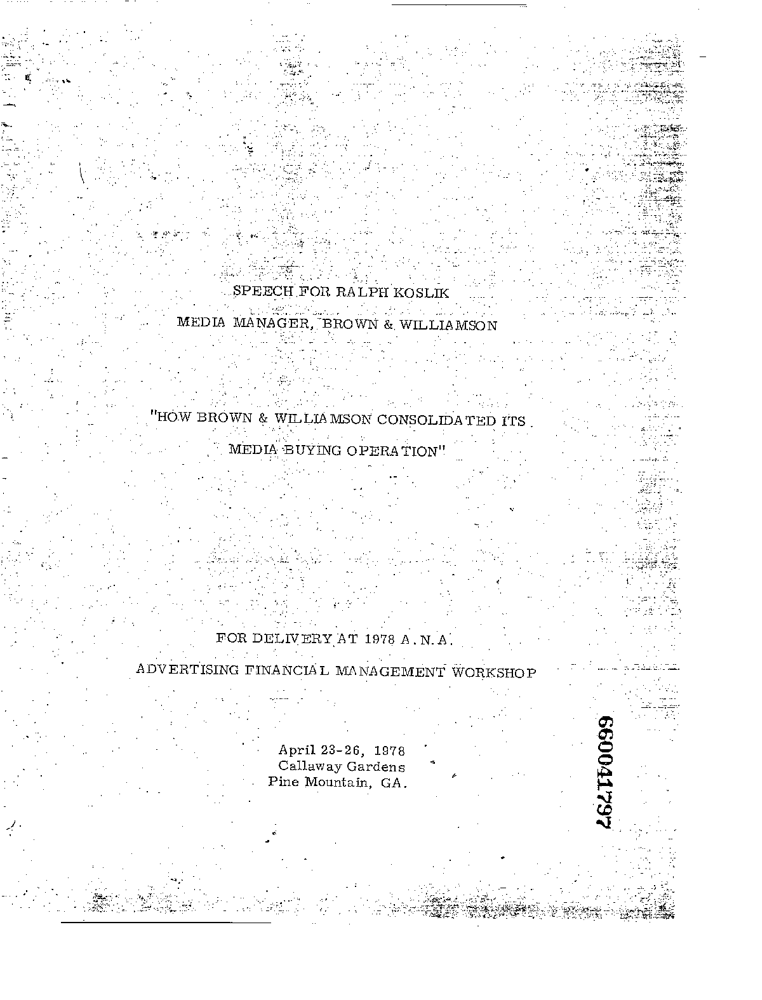 SPEECH FOR RALPH KOSLIK
MEDIA MANAGER, BROWN & WILLIAMSON
"HOW BROWN & WILLIAMSON CONSOLIDATED ITS
MEDIA BUYING OPERATION"
FOR DELIVERY AT 1978 A.N.A.
ADVERTISING FINANCIAL MANAGEMENT WORKSHOP
April 23-26, 1978
Callaway Gardens
Pine Mountain, GA.
660041797